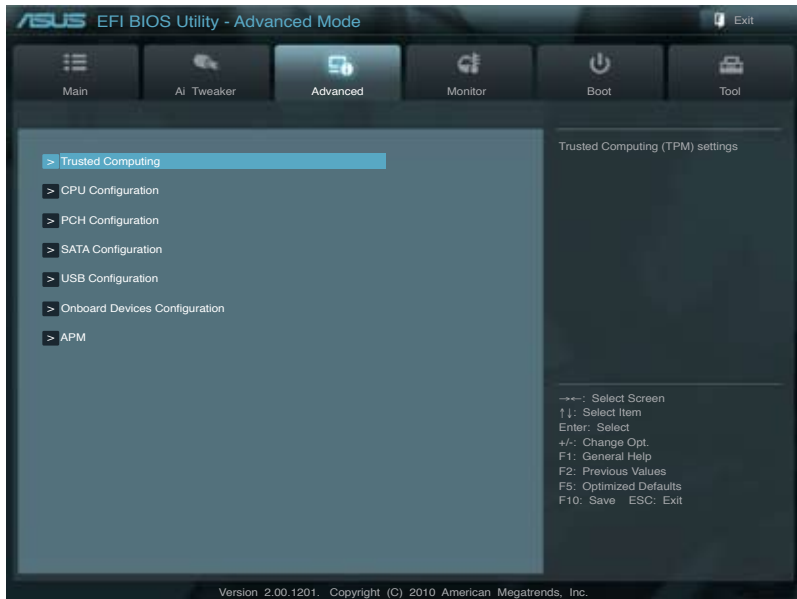 ASUS EFI BIOS Utility - Advanced Mode
Exit
Main
Ai Tweaker
Advanced
Monitor
Boot
Tool
> Trusted Computing
> CPU Configuration
> PCH Configuration
> SATA Configuration
> USB Configuration
> Onboard Devices Configuration
> APM
Trusted Computing (TPM) settings
→←: Select Screen
↑↓: Select Item
Enter: Select
+/-: Change Opt.
F1: General Help
F2: Previous Values
F5: Optimized Defaults
F10: Save ESC: Exit
Version 2.00.1201. Copyright (C) 2010 American Megatrends, Inc.